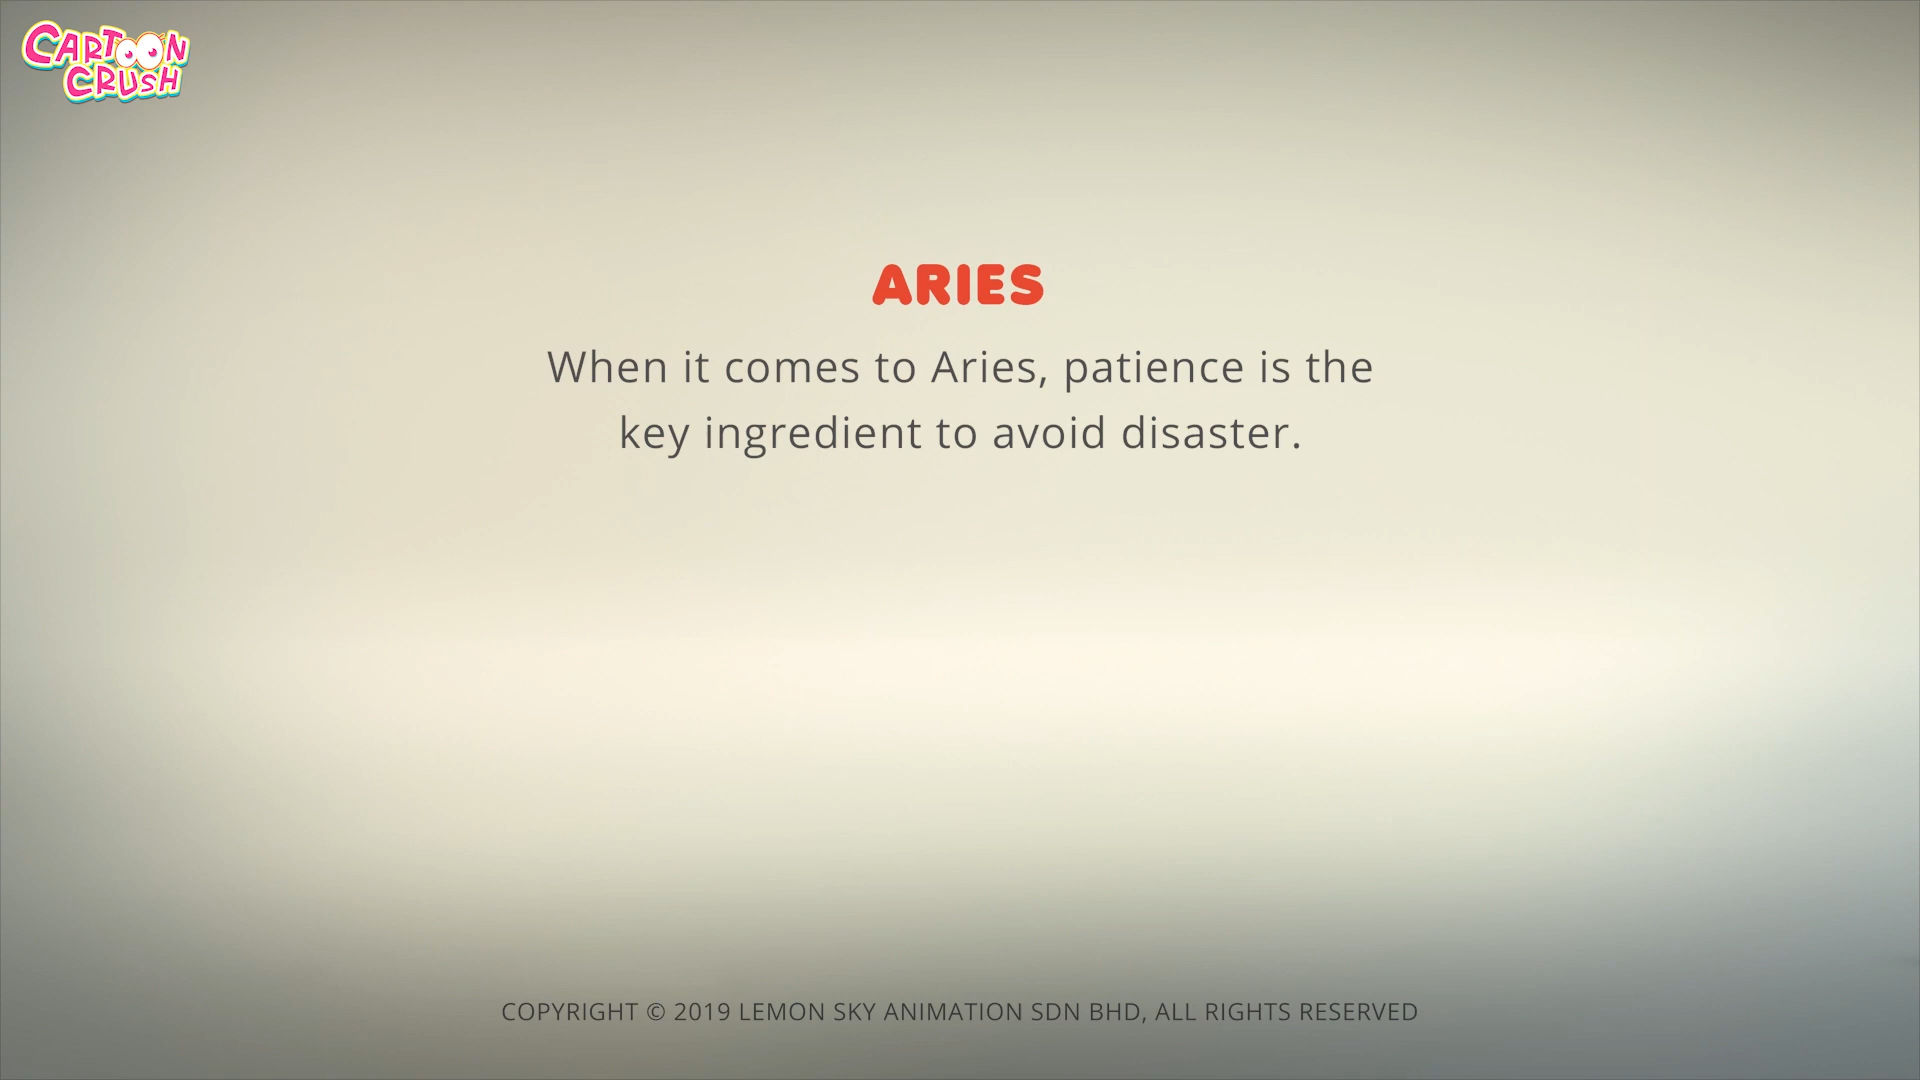 CARTOON
CRUSH
ARIES
When it comes to Aries, patience is the
key ingredient to avoid disaster.
COPYRIGHT © 2019 LEMON SKY ANIMATION SDN BHD, ALL RIGHTS RESERVED